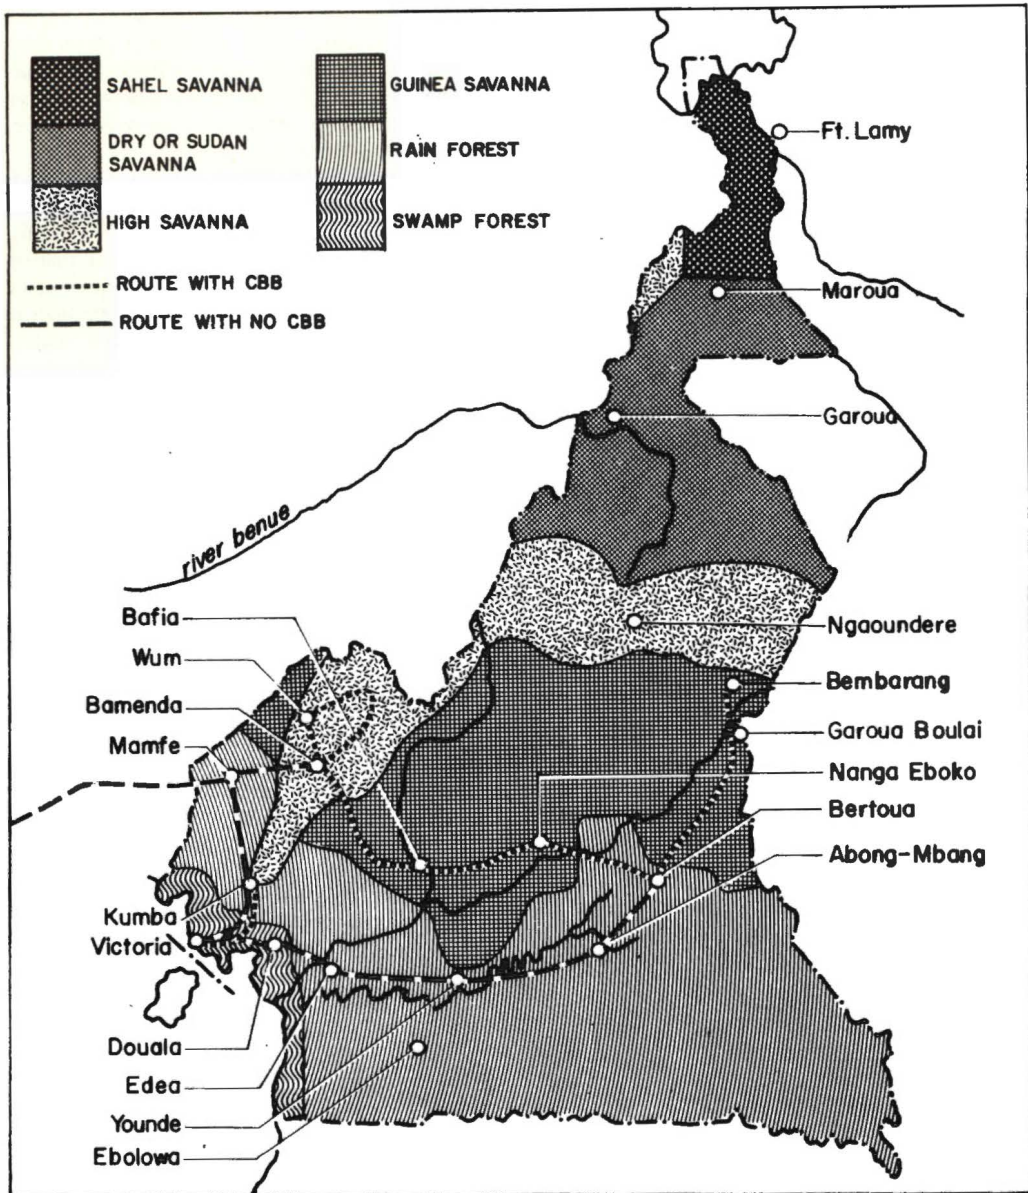 SAHEL SAVANNA
DRY OR SUDAN
SAVANNA
HIGH SAVANNA
GUINEA SAVANNA
RAIN FOREST
SWAMP FOREST
ROUTE WITH CBB
ROUTE WITH NO CBB
Ft. Lamy
Maroua
Garoua
river benue
Bafia
Wum
Bamenda
Mamfe
Ngaoundere
Bembarang
Garoua Boulai
Nanga Eboko
Bertoua
Abong-Mbang
Kumba
Victoria
Douala
Edea
Younde
Ebolowa